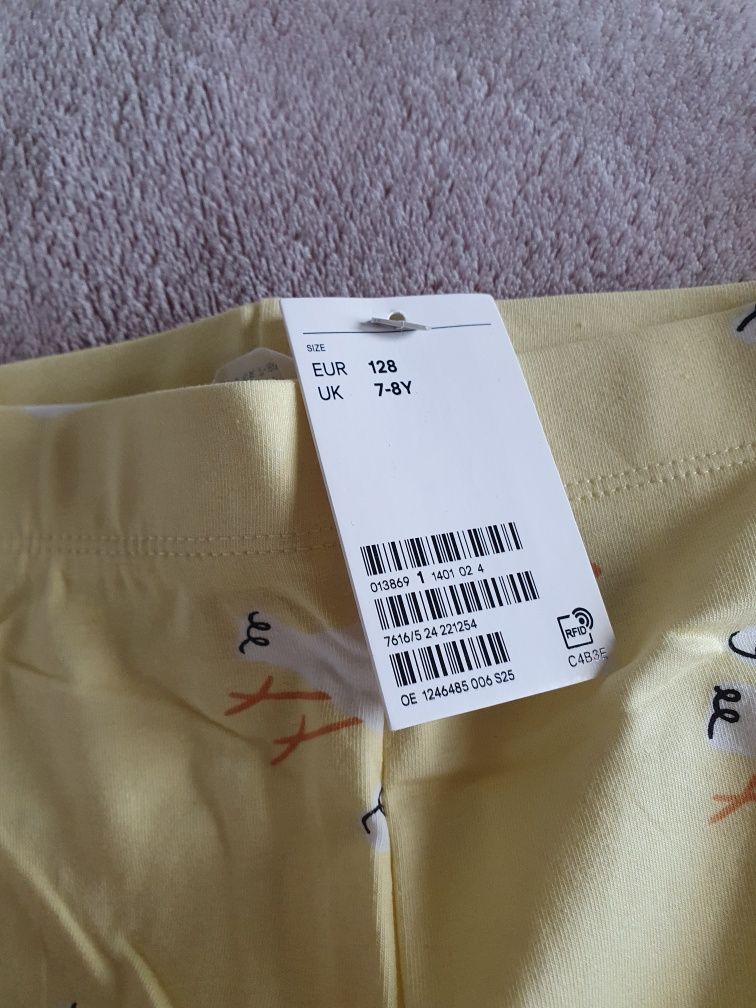 SIZE
EUR 128
UK 7-8Y
013869 1 1401 02 4
7616/5 24 221254
OE 1246485 006 S25
RFID
C4B3E